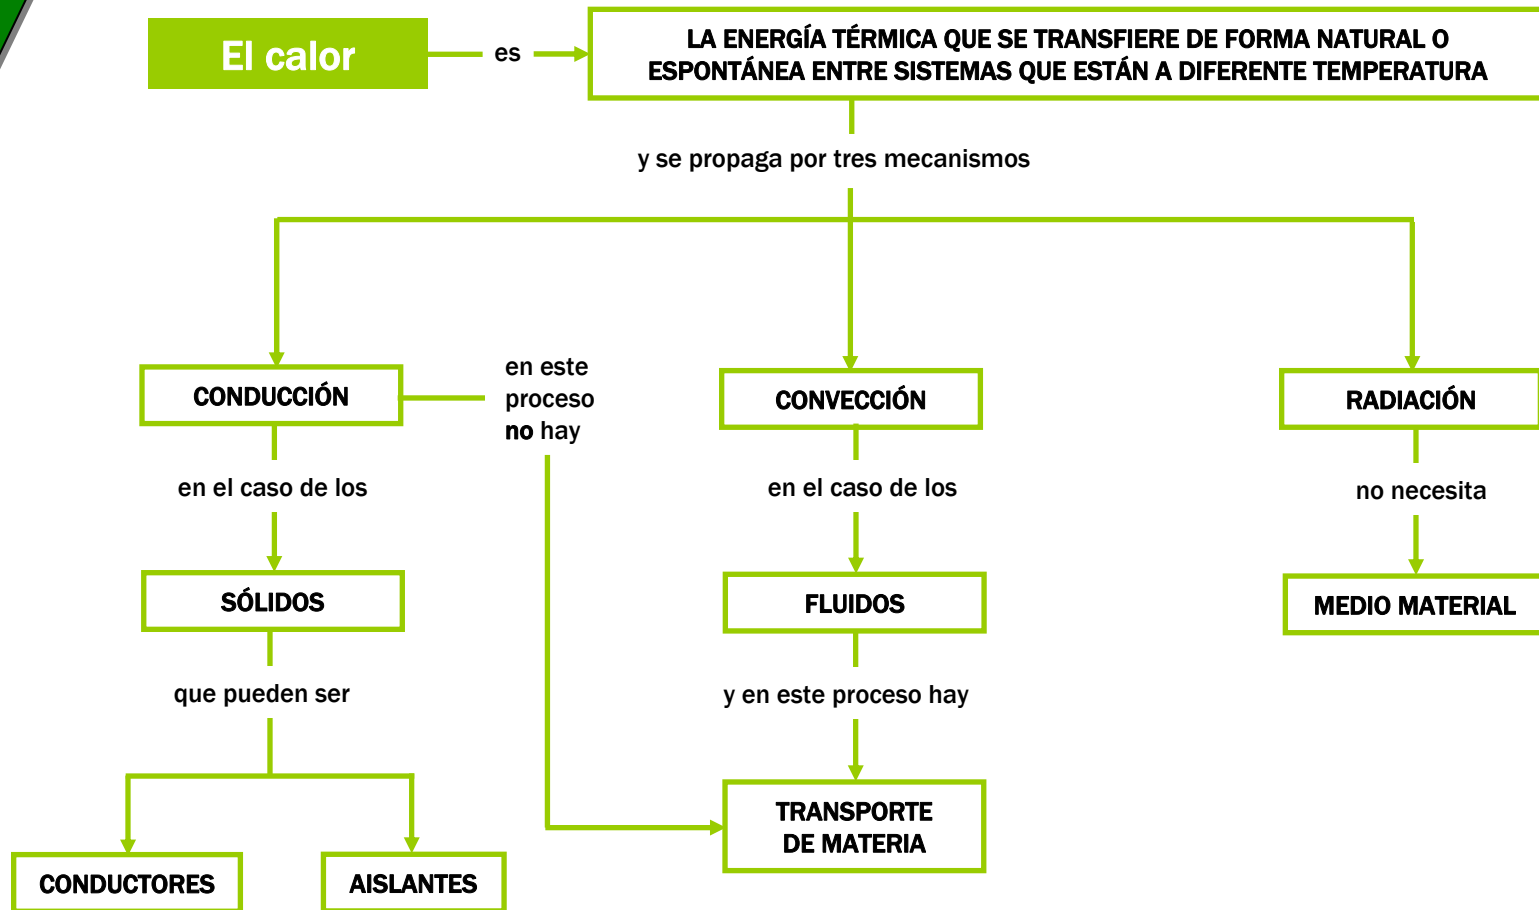 El calor
es
LA ENERGÍA TÉRMICA QUE SE TRANSFIERE DE FORMA NATURAL O
ESPONTÁNEA ENTRE SISTEMAS QUE ESTÁN A DIFERENTE TEMPERATURA
y se propaga por tres mecanismos
CONDUCCIÓN
en este
proceso
no hay
CONVECCIÓN
RADIACIÓN
en el caso de los
en el caso de los
no necesita
SÓLIDOS
FLUIDOS
MEDIO MATERIAL
que pueden ser
y en este proceso hay
TRANSPORTE
DE MATERIA
CONDUCTORES
AISLANTES